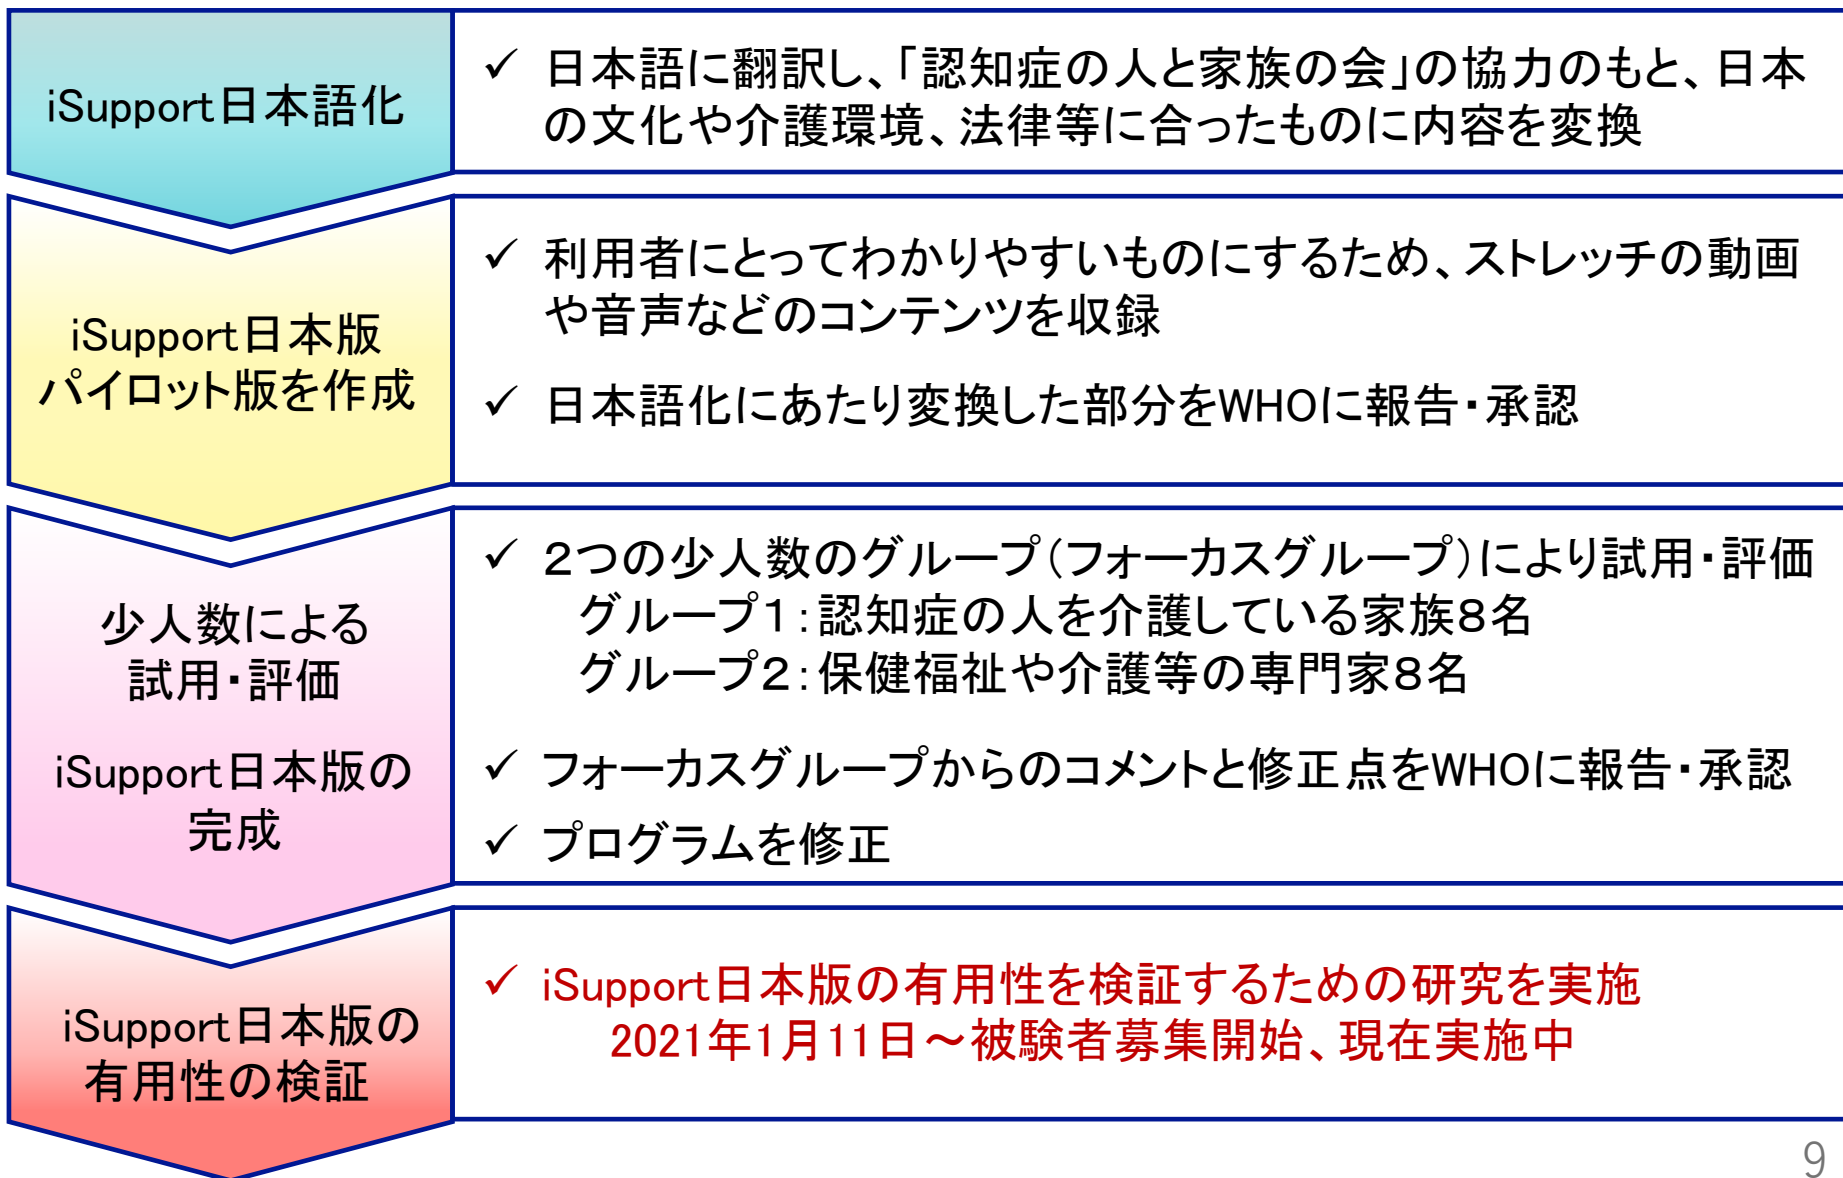 iSupport日本語化
✓ 日本語に翻訳し、「認知症の人と家族の会」の協力のもと、日本
の文化や介護環境、法律等に合ったものに内容を変換
iSupport日本版
パイロット版を作成
✓ 利用者にとってわかりやすいものにするため、ストレッチの動画
や音声などのコンテンツを収録
✓ 日本語化にあたり変換した部分をWHOに報告・承認
少人数による
試用・評価
iSupport日本版の
完成
✓ ２つの少人数のグループ（フォーカスグループ）により試用・評価
グループ１：認知症の人を介護している家族８名
グループ２：保健福祉や介護等の専門家８名
✓ フォーカスグループからのコメントと修正点をWHOに報告・承認
✓ プログラムを修正
iSupport日本版の
有用性の検証
✓ iSupport日本版の有用性を検証するための研究を実施
2021年1月11日～被験者募集開始、現在実施中
9